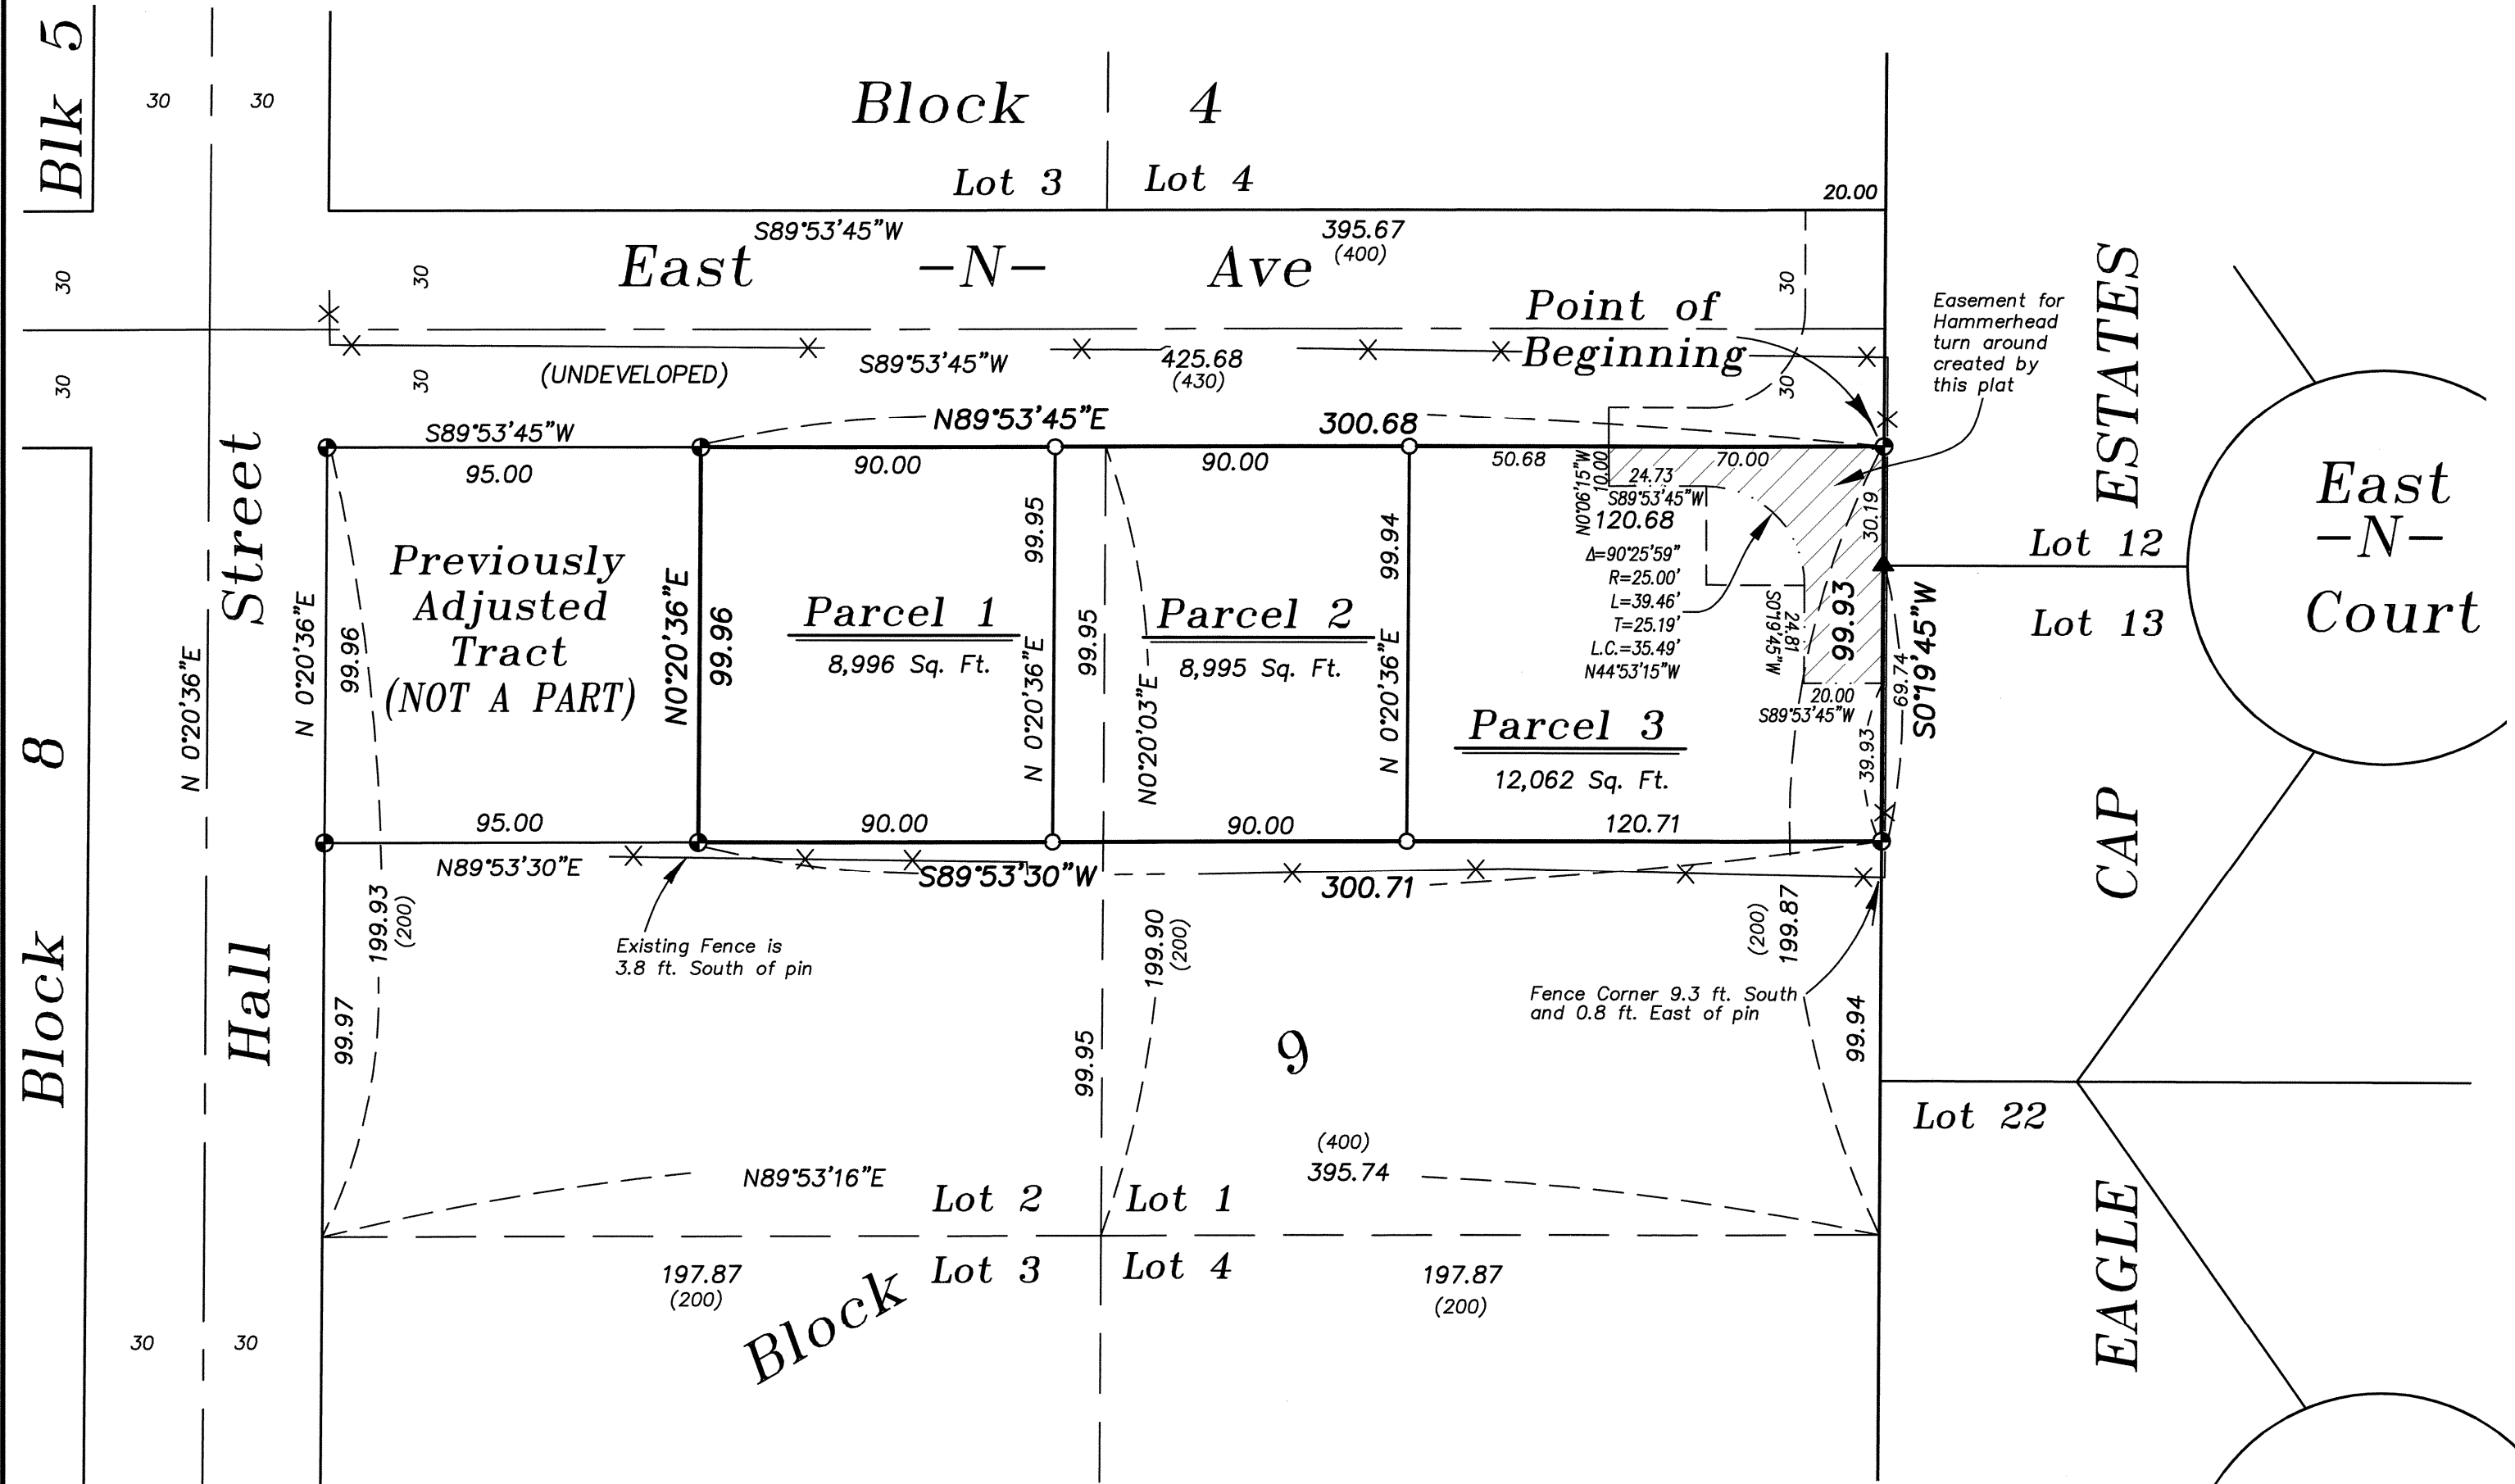 Blk 5
30
30
Block 4
Lot 3
Lot 4
20.00
S89°53'45"W
395.67
(400)
30
30
East -N- Ave
30
Point of
Beginning
Easement for
Hammerhead
turn around
created by
this plat
ESTATES
30
30
(UNDEVELOPED)
S89°53'45"W
425.68
(430)
30
S89°53'45"W
95.00
N89°53'45"E
300.68
90.00
90.00
50.68
70.00
N0°06'15"W
10.00
24.73
S89°53'45"W
120.68
Δ=90°25'59"
R=25.00'
L=39.46'
T=25.19'
L.C.=35.49'
N44°53'15"W
30.19
S0°19'45"W
24.81
20.00
S89°53'45"W
99.93
69.74
S0°19'45"W
39.93
Lot 12
Lot 13
East
-N-
Court
Street
N 0°20'36"E
N 0°20'36"E
99.96
Previously
Adjusted
Tract
(NOT A PART)
N0°20'36"E
99.96
Parcel 1
8,996 Sq. Ft.
99.95
N 0°20'36"E
99.95
N0°20'03"E
Parcel 2
8,995 Sq. Ft.
99.94
N 0°20'36"E
Parcel 3
12,062 Sq. Ft.
Block 8
95.00
90.00
90.00
120.71
N89°53'30"E
S89°53'30"W
300.71
CAP
Hall
199.93
(200)
99.97
Existing Fence is
3.8 ft. South of pin
199.90
(200)
99.95
9
(200)
199.87
Fence Corner 9.3 ft. South
and 0.8 ft. East of pin
99.94
Lot 22
N89°53'16"E
(400)
395.74
Lot 2
Lot 1
EAGLE
197.87
(200)
Block
Lot 3
Lot 4
197.87
(200)
30
30